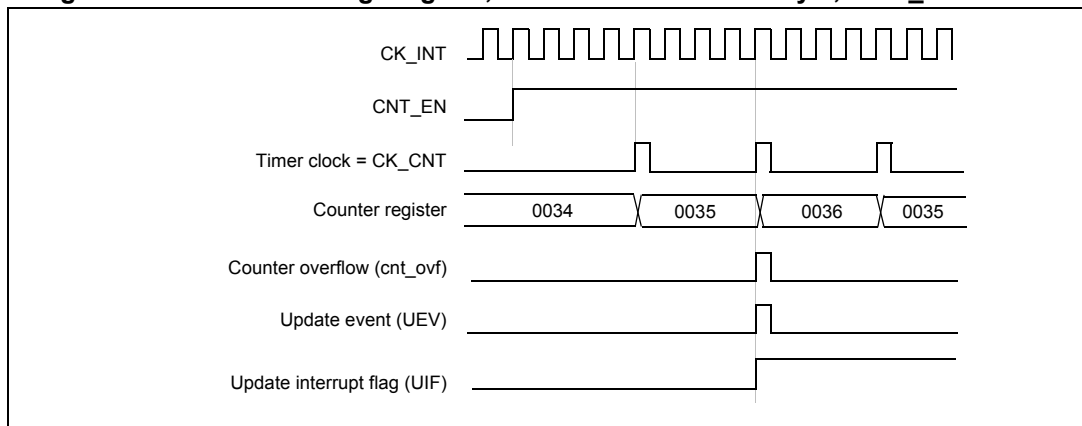 CK_INT
CNT_EN
Timer clock = CK_CNT
Counter register 0034 0035 0036 0035
Counter overflow (cnt_ovf)
Update event (UEV)
Update interrupt flag (UIF)